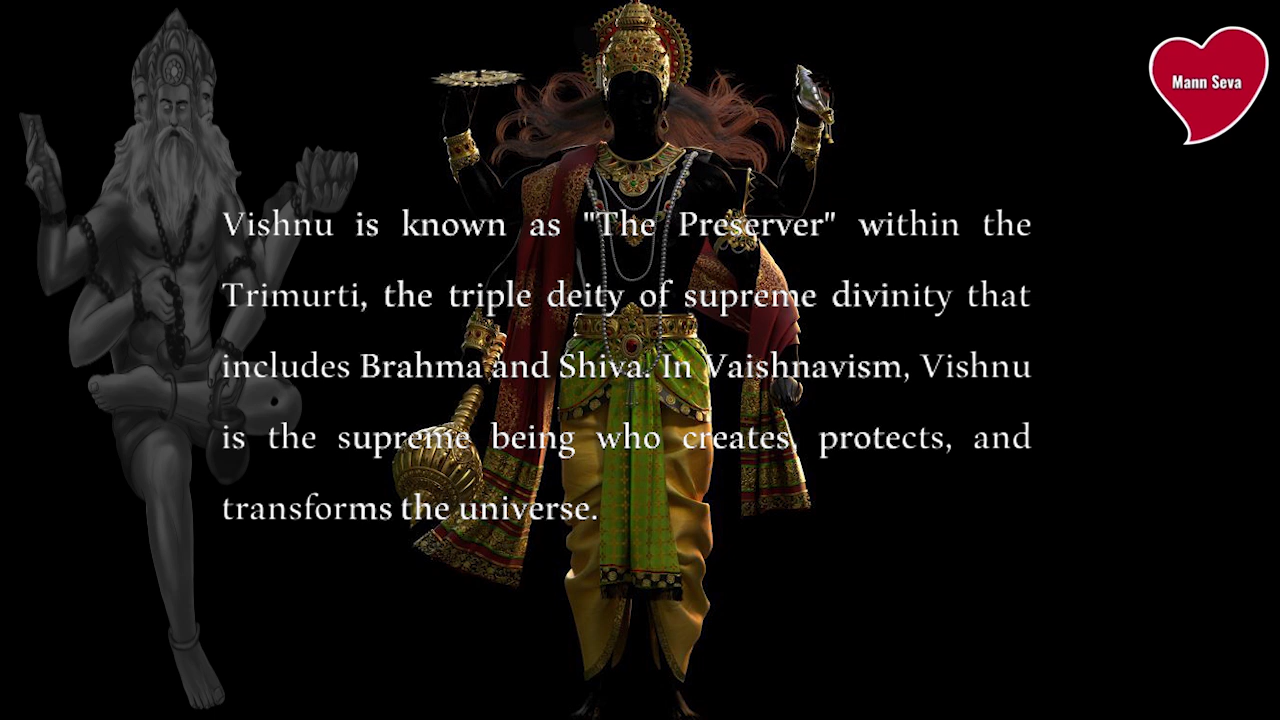 Mann Seva
Vishnu is known as "The Preserver" within the
Trimurti, the triple deity of supreme divinity that
includes Brahma and Shiva. In Vaishnavism, Vishnu
is the supreme being who creates, protects, and
transforms the universe.